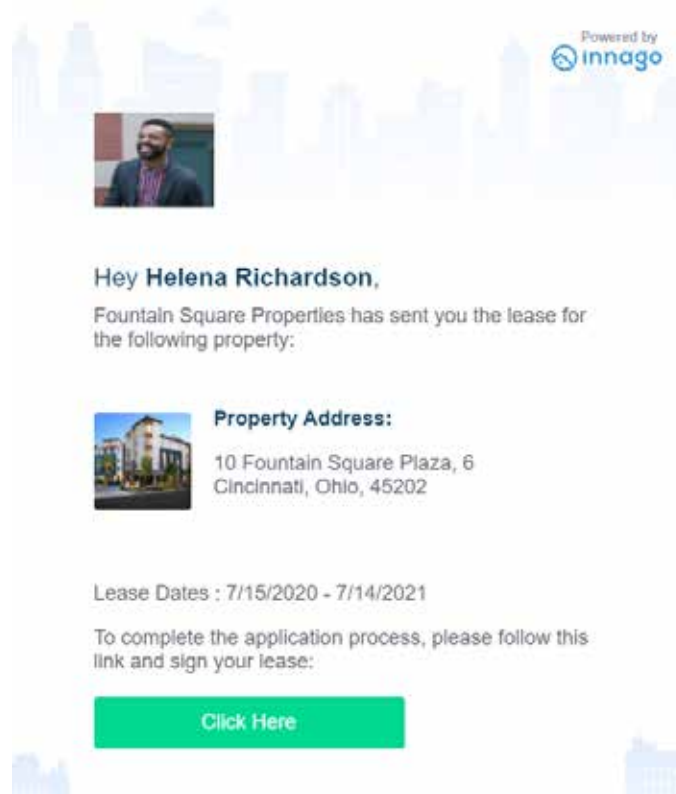 Powered by
innago
Hey Helena Richardson,
Fountain Square Properties has sent you the lease for
the following property:
Property Address:
10 Fountain Square Plaza, 6
Cincinnati, Ohio, 45202
Lease Dates : 7/15/2020 - 7/14/2021
To complete the application process, please follow this
link and sign your lease:
Click Here